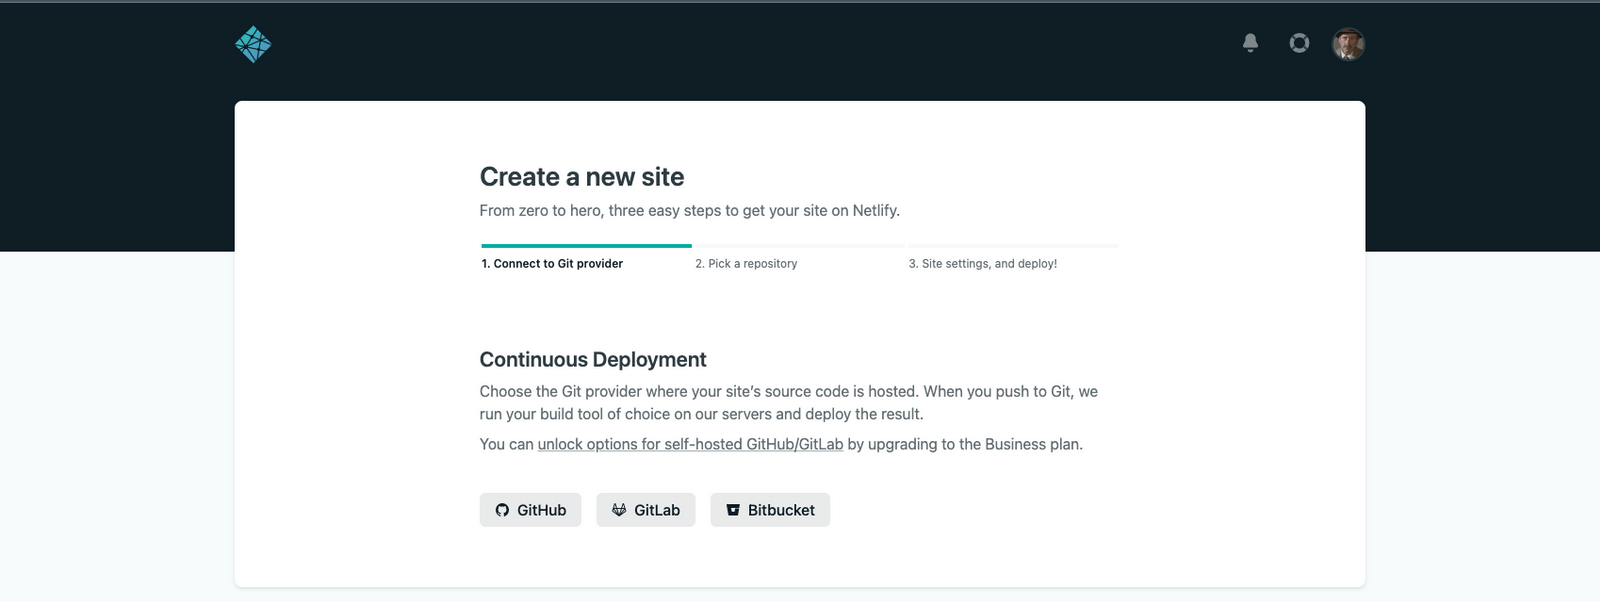 Create a new site
From zero to hero, three easy steps to get your site on Netlify.
1. Connect to Git provider
2. Pick a repository
3. Site settings, and deploy!
Continuous Deployment
Choose the Git provider where your site’s source code is hosted. When you push to Git, we
run your build tool of choice on our servers and deploy the result.
You can unlock options for self-hosted GitHub/GitLab by upgrading to the Business plan.
GitHub
GitLab
Bitbucket